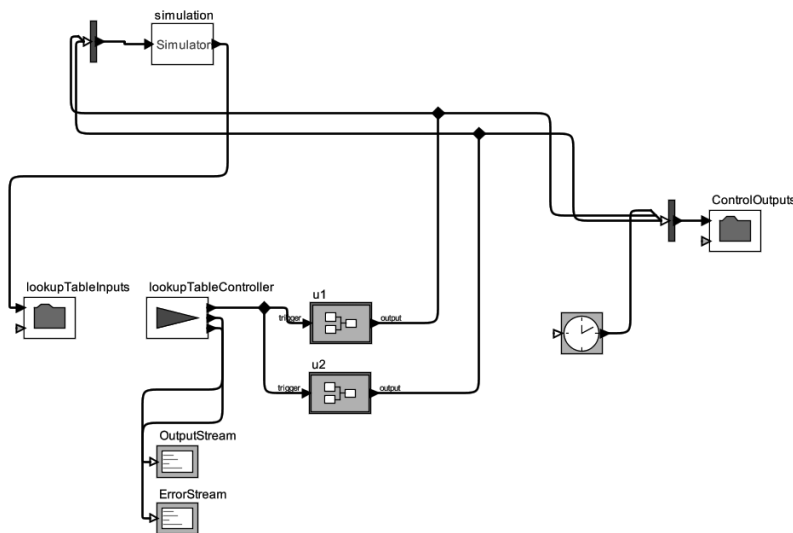 simulation
Simulator
ControlOutputs
lookupTableInputs
lookupTableController
u1
trigger
output
u2
trigger
output
OutputStream
ErrorStream